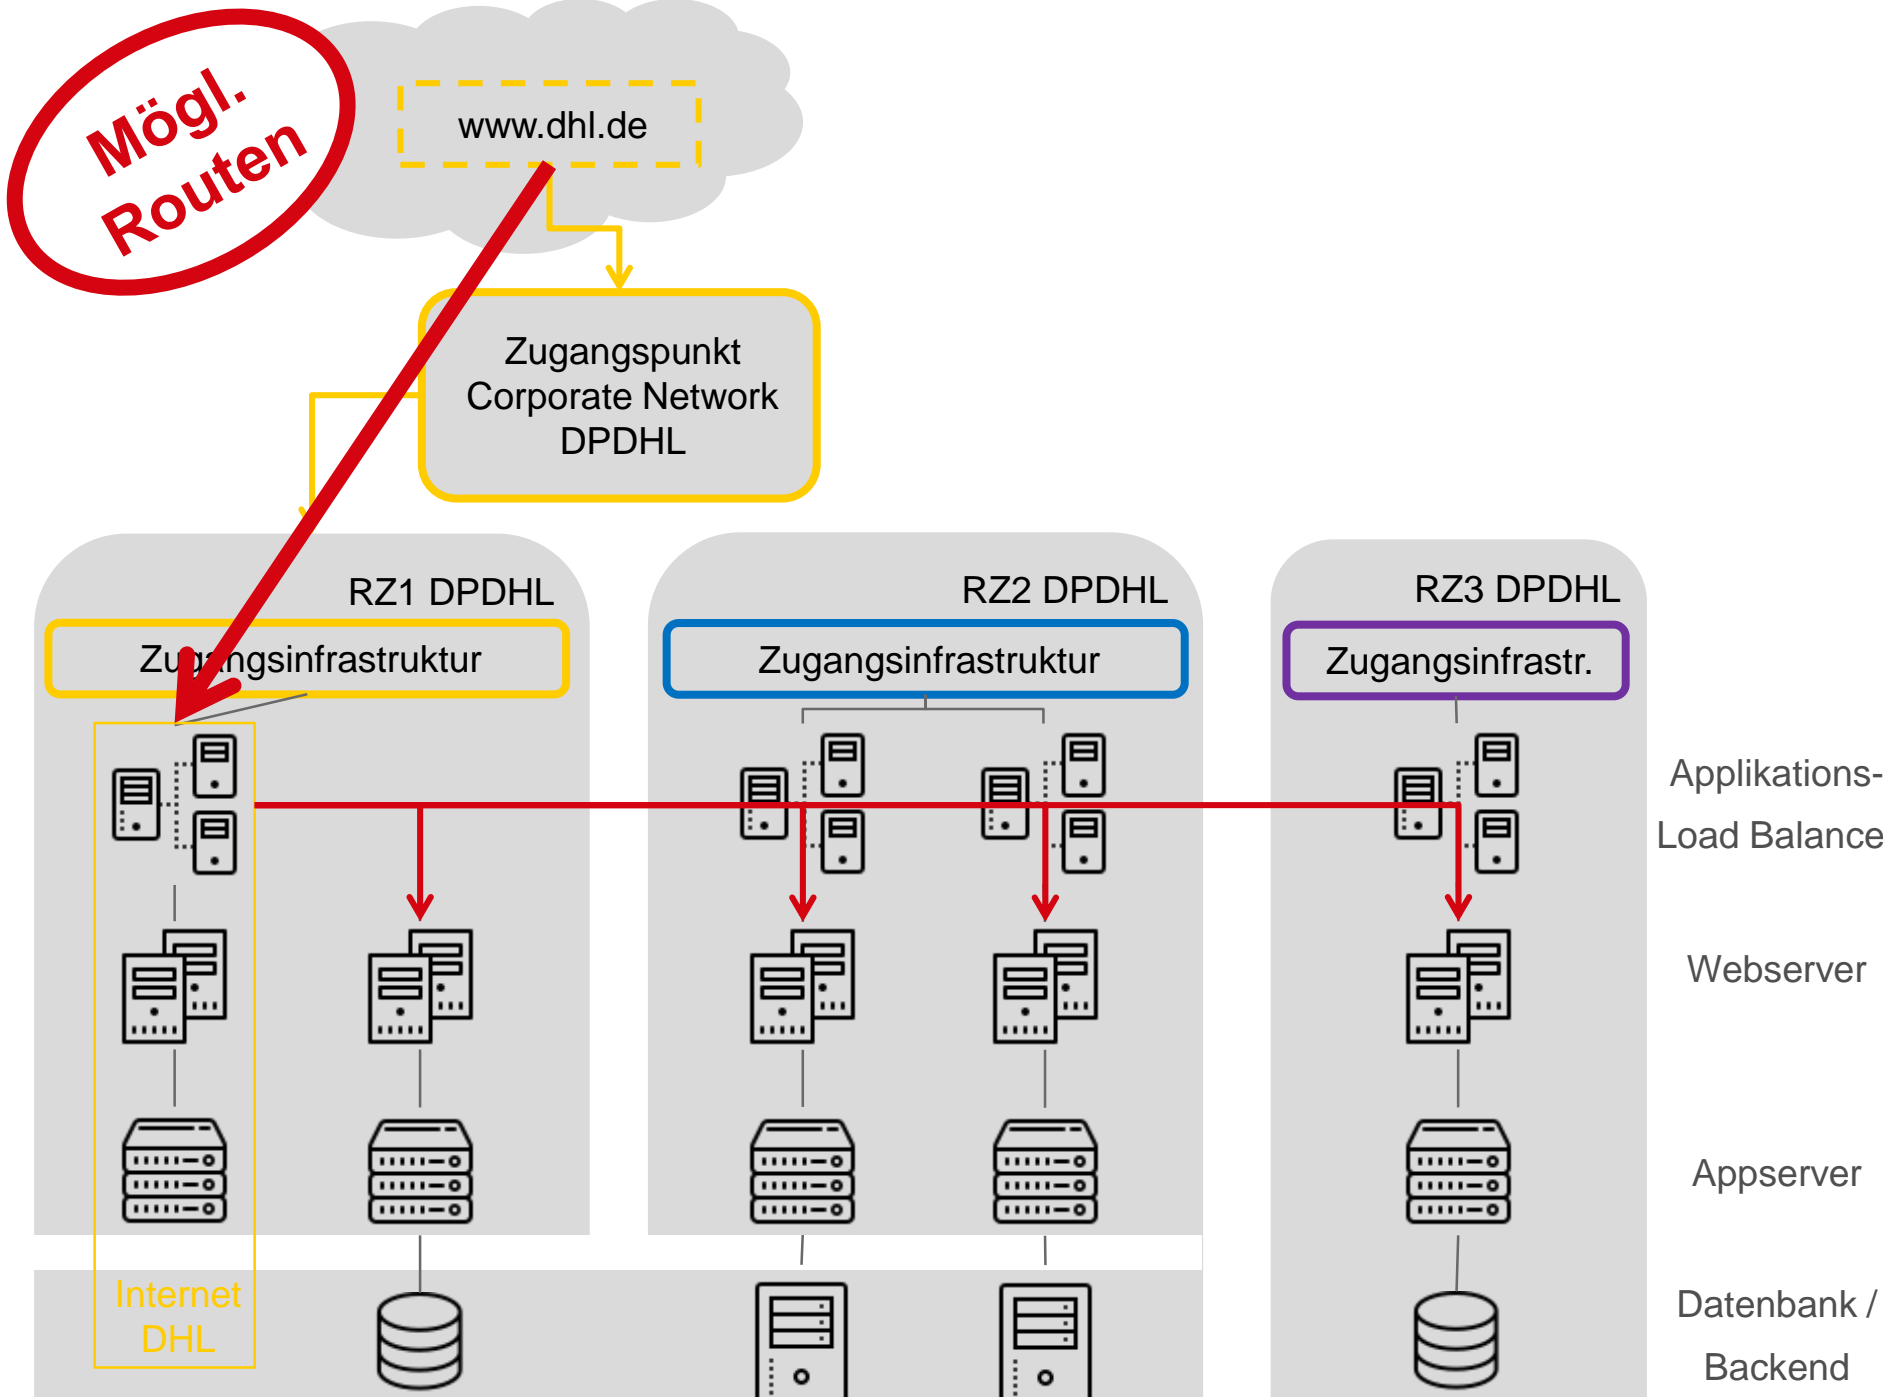 Mögl.
Routen
www.dhl.de
Zugangspunkt
Corporate Network
DPDHL
RZ1 DPDHL
RZ2 DPDHL
RZ3 DPDHL
Zugangsinfrastruktur
Zugangsinfrastruktur
Zugangsinfrastr.
Applikations-
Load Balance
Webserver
Appserver
Internet
DHL
Datenbank /
Backend